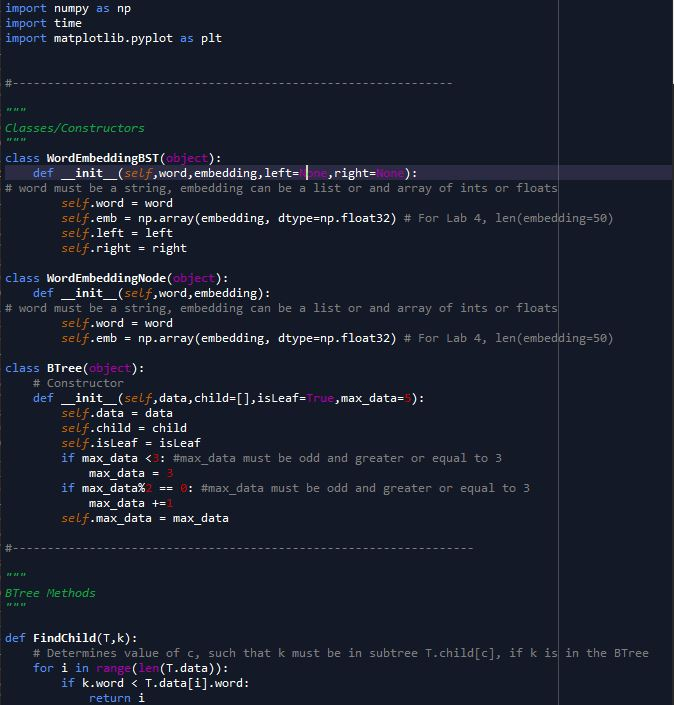 import numpy as np
import time
import matplotlib.pyplot as plt
#----------------------------------------------------------------
"""
Classes/Constructors
"""
class WordEmbeddingBST(object):
    def __init__(self,word,embedding,left=None,right=None):
# word must be a string, embedding can be a list or and array of ints or floats
        self.word = word
        self.emb = np.array(embedding, dtype=np.float32) # For Lab 4, len(embedding=50)
        self.left = left
        self.right = right
class WordEmbeddingNode(object):
    def __init__(self,word,embedding):
# word must be a string, embedding can be a list or and array of ints or floats
        self.word = word
        self.emb = np.array(embedding, dtype=np.float32) # For Lab 4, len(embedding=50)
class BTree(object):
    # Constructor
    def __init__(self,data,child=[],isLeaf=True,max_data=5):
        self.data = data
        self.child = child
        self.isLeaf = isLeaf
        if max_data <3: #max_data must be odd and greater or equal to 3
            max_data = 3
        if max_data%2 == 0: #max_data must be odd and greater or equal to 3
            max_data +=1
        self.max_data = max_data
#-------------------------------------------------------------------
"""
BTree Methods
"""
def FindChild(T,k):
    # Determines value of c, such that k must be in subtree T.child[c], if k is in the BTree
    for i in range(len(T.data)):
        if k.word < T.data[i].word:
            return i